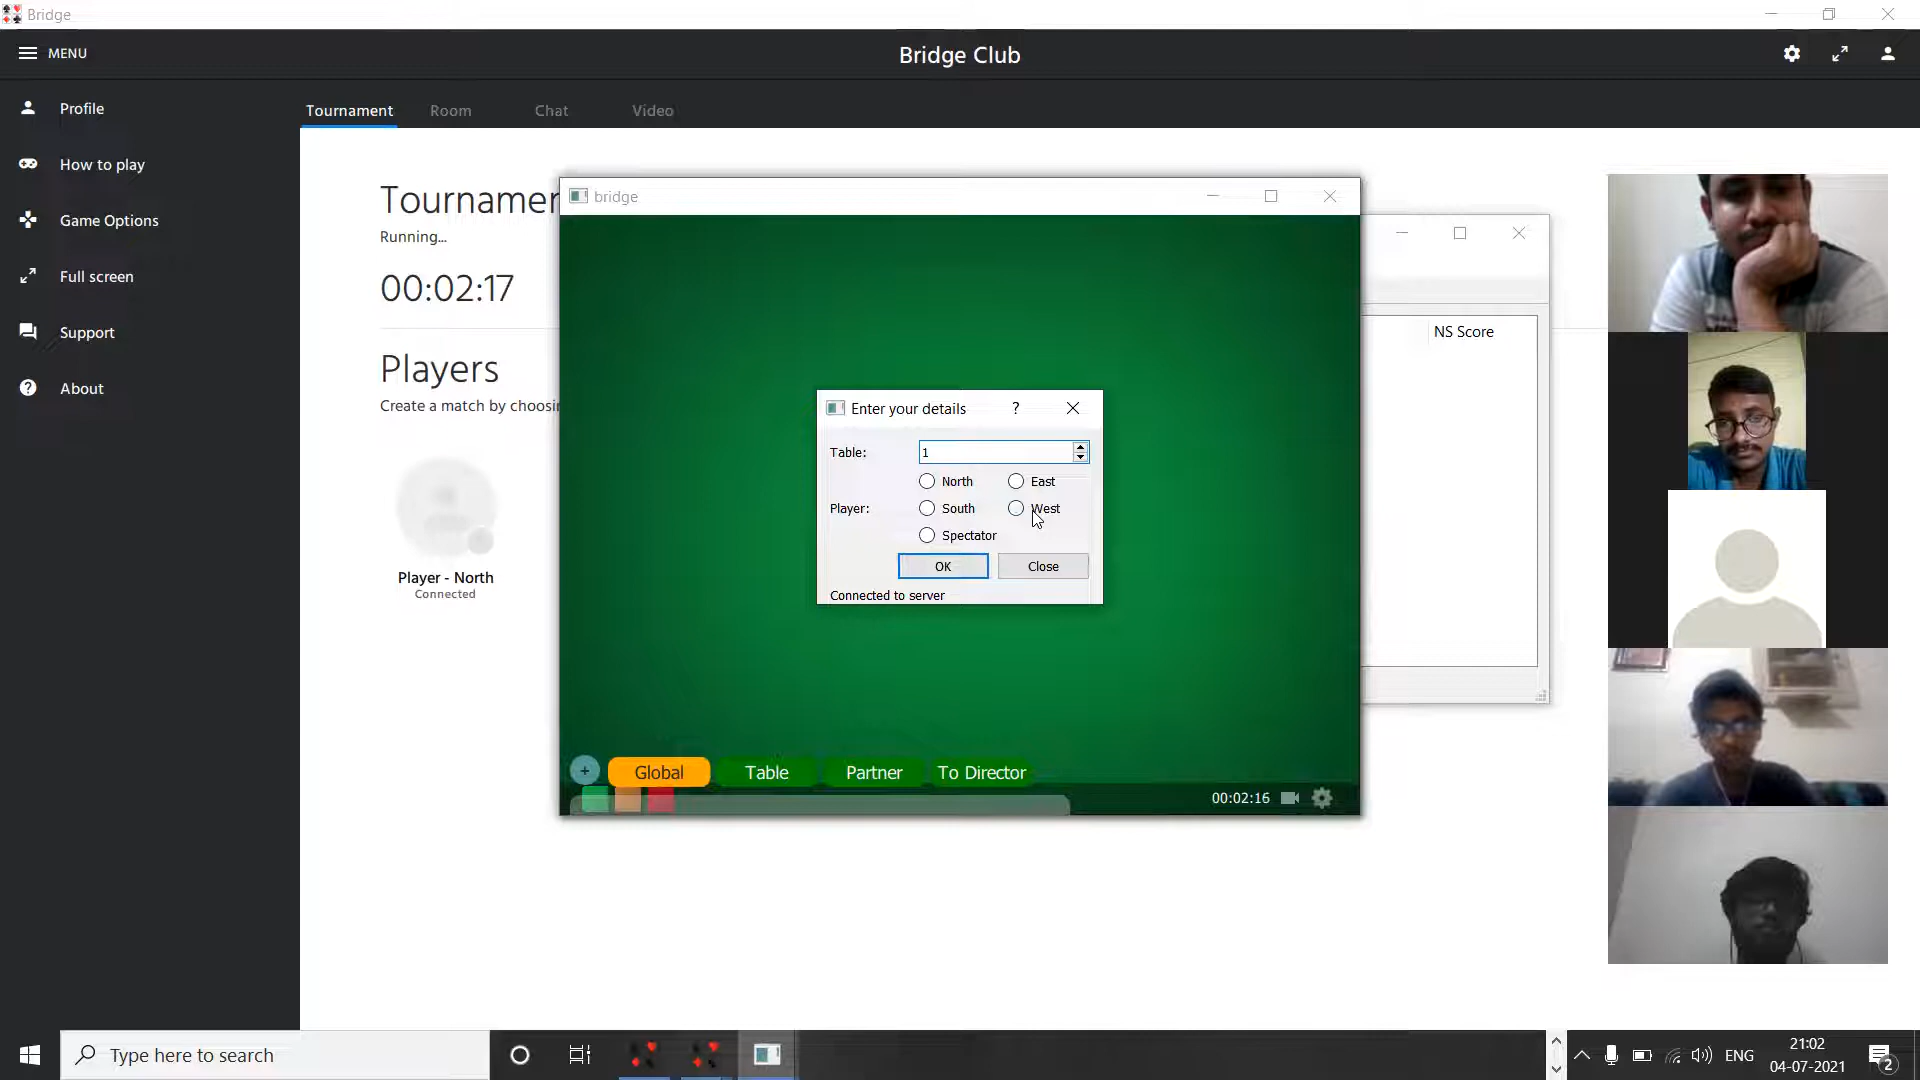 Bridge
MENU
Bridge Club
Profile
How to play
Game Options
Full screen
Support
About
Tournament
Room
Chat
Video
Tournamen
Running...
00:02:17
Players
Create a match by choosin
Player - North
Connected
bridge
NS Score
Enter your details
?
Table:
1
North
East
Player:
South
West
Spectator
OK
Close
Connected to server
+
Global
Table
Partner
To Director
00:02:16
Type here to search
ENG
21:02
04-07-2021
2